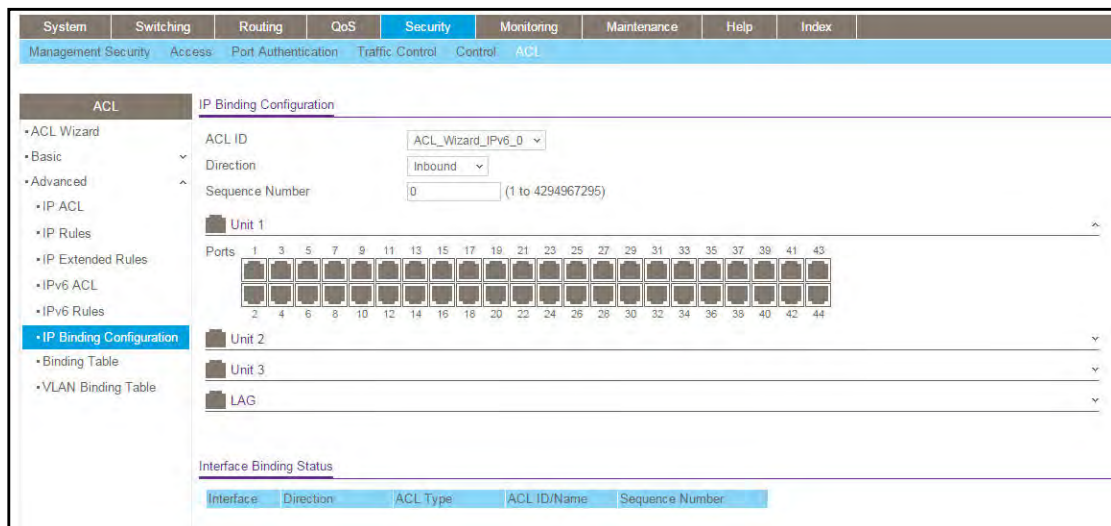 System Switching Routing QoS Security Monitoring Maintenance Help Index
Management Security Access Port Authentication Traffic Control Control ACL
ACL
ACL Wizard
Basic
Advanced
IP ACL
IP Rules
IP Extended Rules
IPv6 ACL
IPv6 Rules
IP Binding Configuration
Binding Table
VLAN Binding Table
IP Binding Configuration
ACL ID ACL_Wizard_IPv6_0
Direction Inbound
Sequence Number 0 (1 to 4294967295)
Unit 1
Ports 1 3 5 7 9 11 13 15 17 19 21 23 25 27 29 31 33 35 37 39 41 43
2 4 6 8 10 12 14 16 18 20 22 24 26 28 30 32 34 36 38 40 42 44
Unit 2
Unit 3
LAG
Interface Binding Status
Interface Direction ACL Type ACL ID/Name Sequence Number